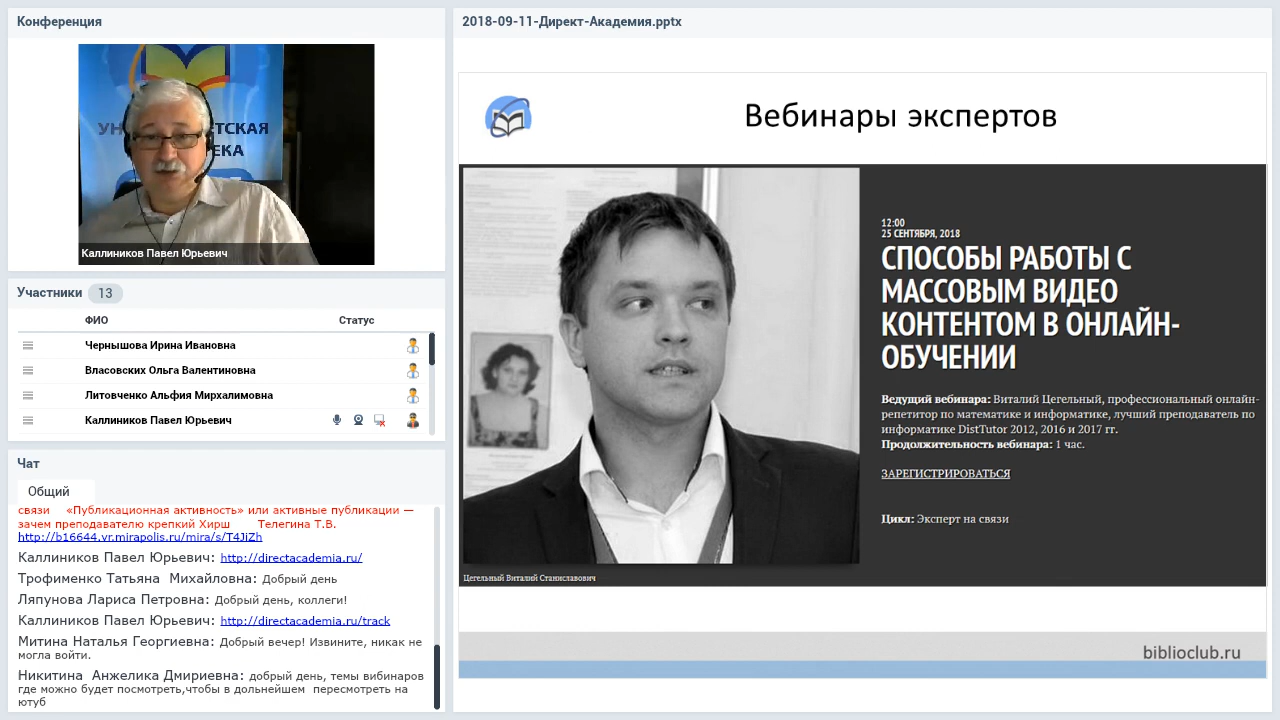 Конференция
УН
ТСКАЯ
ЕКА
Каллиников Павел Юрьевич
Участники 13
ФИО Статус
Чернышова Ирина Ивановна
Власовских Ольга Валентиновна
Литовченко Альфия Мирхалимовна
Каллиников Павел Юрьевич
Чат
Общий
связи «Публикационная активность» или активные публикации —
зачем преподавателю крепкий Хирш Телегина Т.В.
http://b16644.vr.mirapolis.ru/mira/s/T4JiZh
Каллиников Павел Юрьевич: http://directacademia.ru/
Трофименко Татьяна Михайловна: Добрый день
Ляпунова Лариса Петровна: Добрый день, коллеги!
Каллиников Павел Юрьевич: http://directacademia.ru/track
Митина Наталья Георгиевна: Добрый вечер! Извините, никак не
могла войти.
Никитина Анжелика Дмириевна: добрый день, темы вибинаров
где можно будет посмотреть,чтобы в дольнейшем пересмотреть на
ютуб
2018-09-11-Директ-Академия.pptx
Вебинары экспертов
12:00
25 СЕНТЯБРЯ, 2018
СПОСОБЫ РАБОТЫ С
МАССОВЫМ ВИДЕО
КОНТЕНТОМ В ОНЛАЙН-
ОБУЧЕНИИ
Ведущий вебинара: Виталий Цегельный, профессиональный онлайн-
репетитор по математике и информатике, лучший преподаватель по
информатике DistTutor 2012, 2016 и 2017 гг.
Продолжительность вебинара: 1 час.
ЗАРЕГИСТРИРОВАТЬСЯ
Цикл: Эксперт на связи
Цегельный Виталий Станиславович
biblioclub.ru